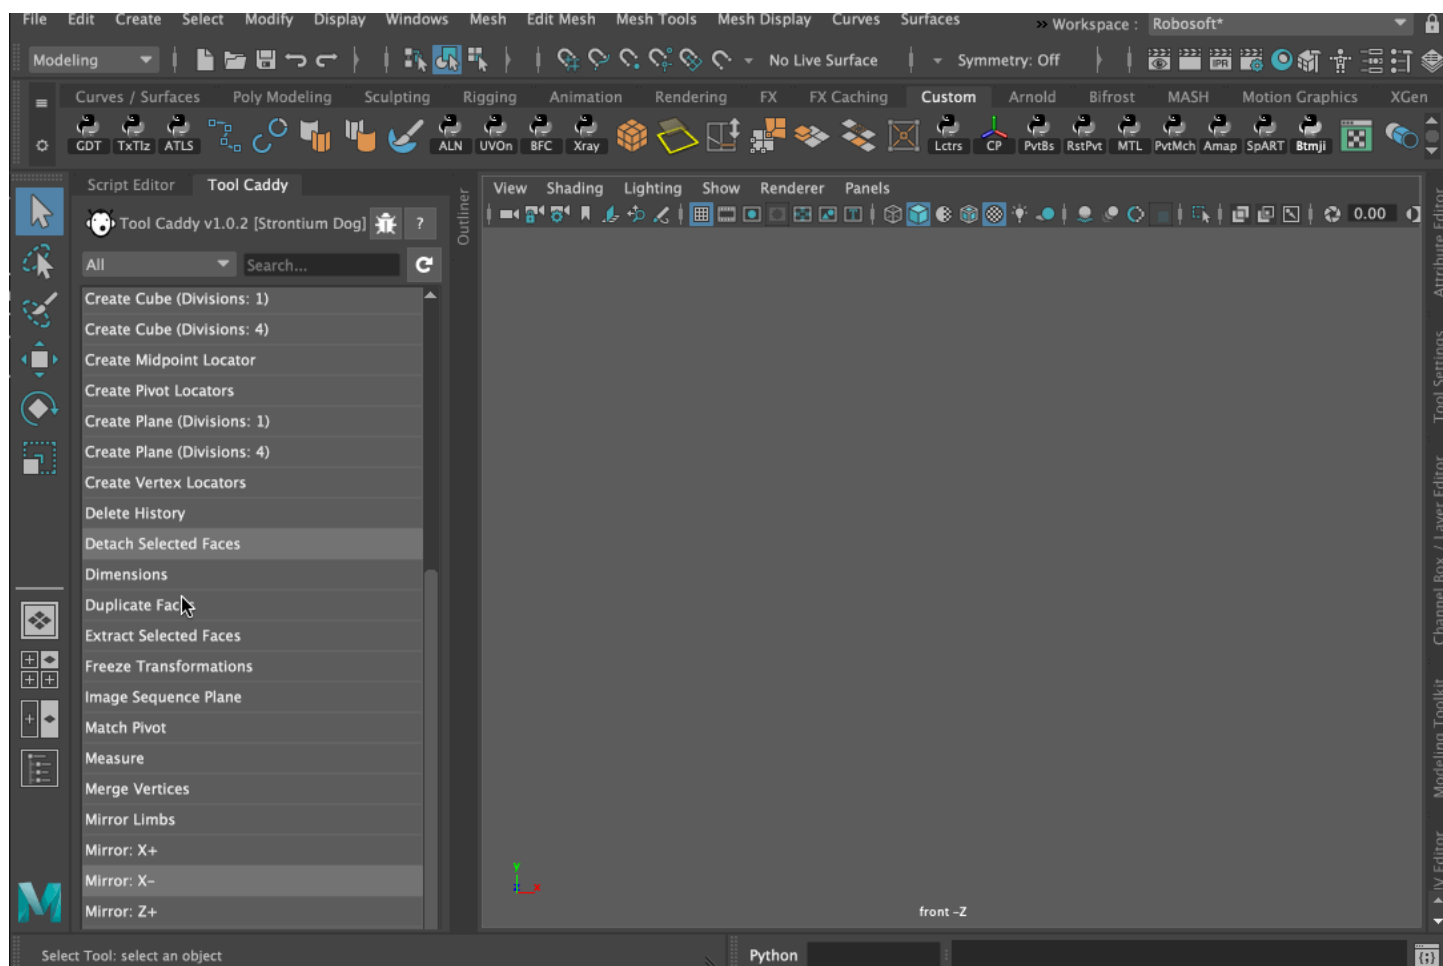 File Edit Create Select Modify Display Windows Mesh Edit Mesh Mesh Tools Mesh Display Curves Surfaces » Workspace : Robosoft*
Modeling No Live Surface Symmetry: Off IPR
Curves / Surfaces Poly Modeling Sculpting Rigging Animation Rendering FX FX Caching Custom Arnold Bifrost MASH Motion Graphics XGen
GDT TxTlz ATLS ALN UVOn BFC Xray Lctrs CP PvtBs RstPvt MTL PvtMch Amap SpART Btmji
Script Editor Tool Caddy
Tool Caddy v1.0.2 [Strontium Dog] ?
All Search...
Create Cube (Divisions: 1)
Create Cube (Divisions: 4)
Create Midpoint Locator
Create Pivot Locators
Create Plane (Divisions: 1)
Create Plane (Divisions: 4)
Create Vertex Locators
Delete History
Detach Selected Faces
Dimensions
Duplicate Fac
Extract Selected Faces
Freeze Transformations
Image Sequence Plane
Match Pivot
Measure
Merge Vertices
Mirror Limbs
Mirror: X+
Mirror: X-
Mirror: Z+
Outliner
View Shading Lighting Show Renderer Panels
0.00
y
z x
front -Z
Attribute Editor
Tool Settings
Channel Box / Layer Editor
Modeling Toolkit
UV Editor
M
Select Tool: select an object
Python
{;}